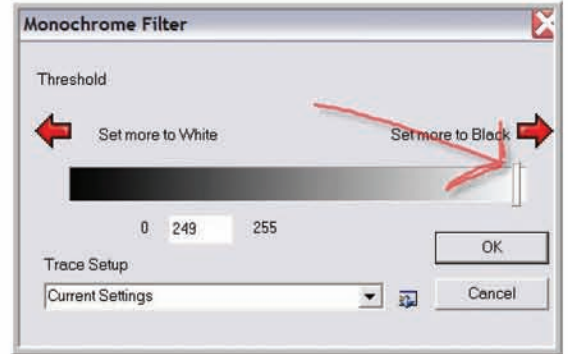 Monochrome Filter
Threshold
Set more to White
Set more to Black
0 249 255
OK
Trace Setup
Current Settings
Cancel